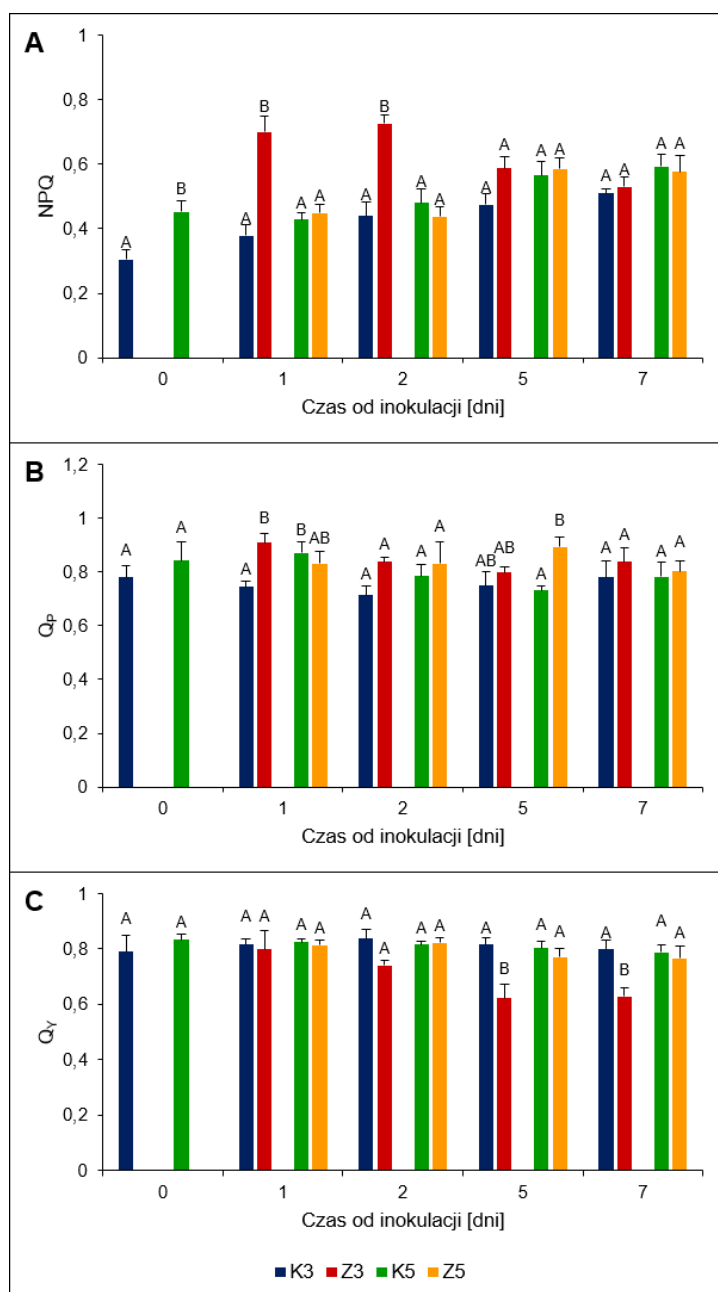 A
1
0,8
0,6
0,4
0,2
0
NPQ
A B
A B A A
A B A A
A A A A
A A A A
0 1 2 5 7
Czas od inokulacji [dni]
B
1,2
1
0,8
0,6
0,4
0,2
0
QP
A A
A B B AB
A A A A
AB AB A B
A A A A
0 1 2 5 7
Czas od inokulacji [dni]
C
1
0,8
0,6
0,4
0,2
0
QY
A A
A A A A
A A A A
A B A A
A B A A
0 1 2 5 7
Czas od inokulacji [dni]
K3 Z3 K5 Z5